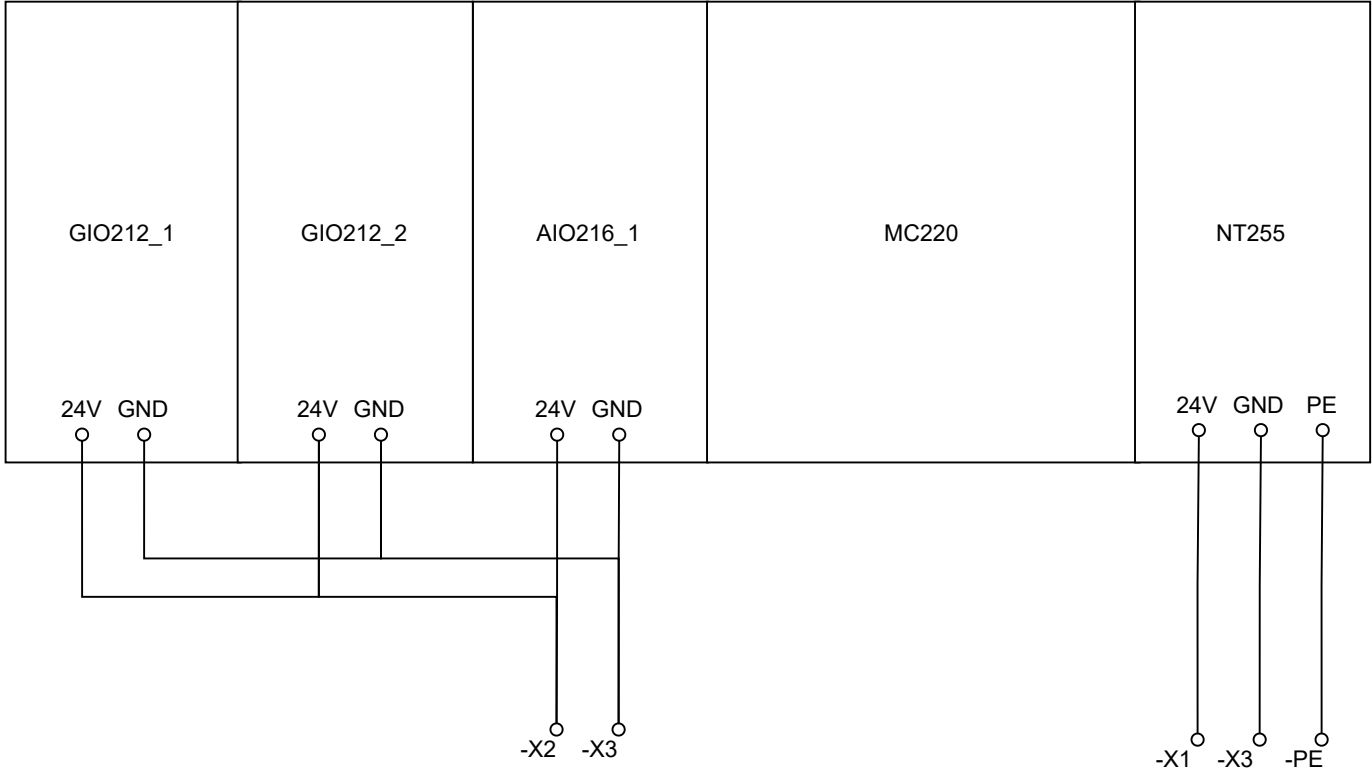 GIO212_1
GIO212_2
AIO216_1
MC220
NT255
24V GND
24V GND
24V GND
24V GND PE
-X2 -X3
-X1 -X3 -PE